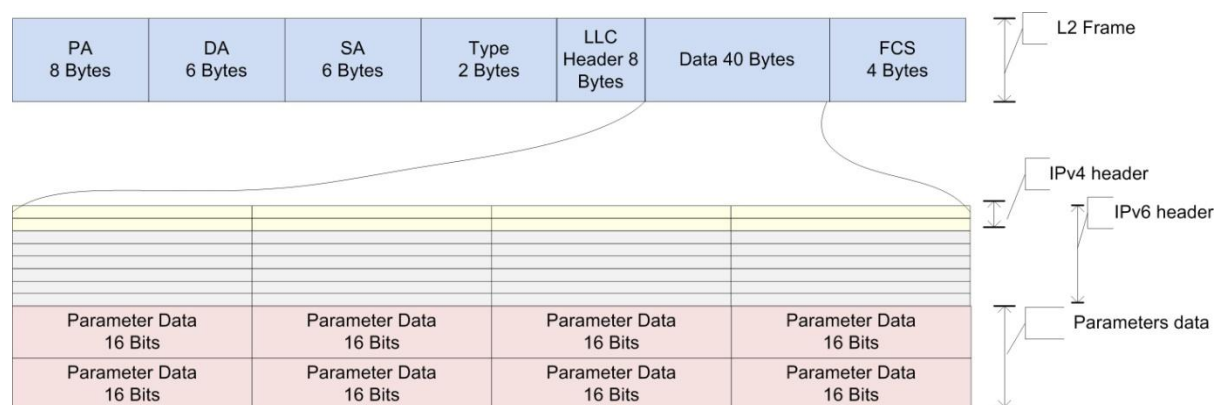 PA
8 Bytes
DA
6 Bytes
SA
6 Bytes
Type
2 Bytes
LLC
Header 8
Bytes
Data 40 Bytes
FCS
4 Bytes
L2 Frame
IPv4 header
IPv6 header
Parameter Data
16 Bits
Parameter Data
16 Bits
Parameter Data
16 Bits
Parameter Data
16 Bits
Parameters data
Parameter Data
16 Bits
Parameter Data
16 Bits
Parameter Data
16 Bits
Parameter Data
16 Bits